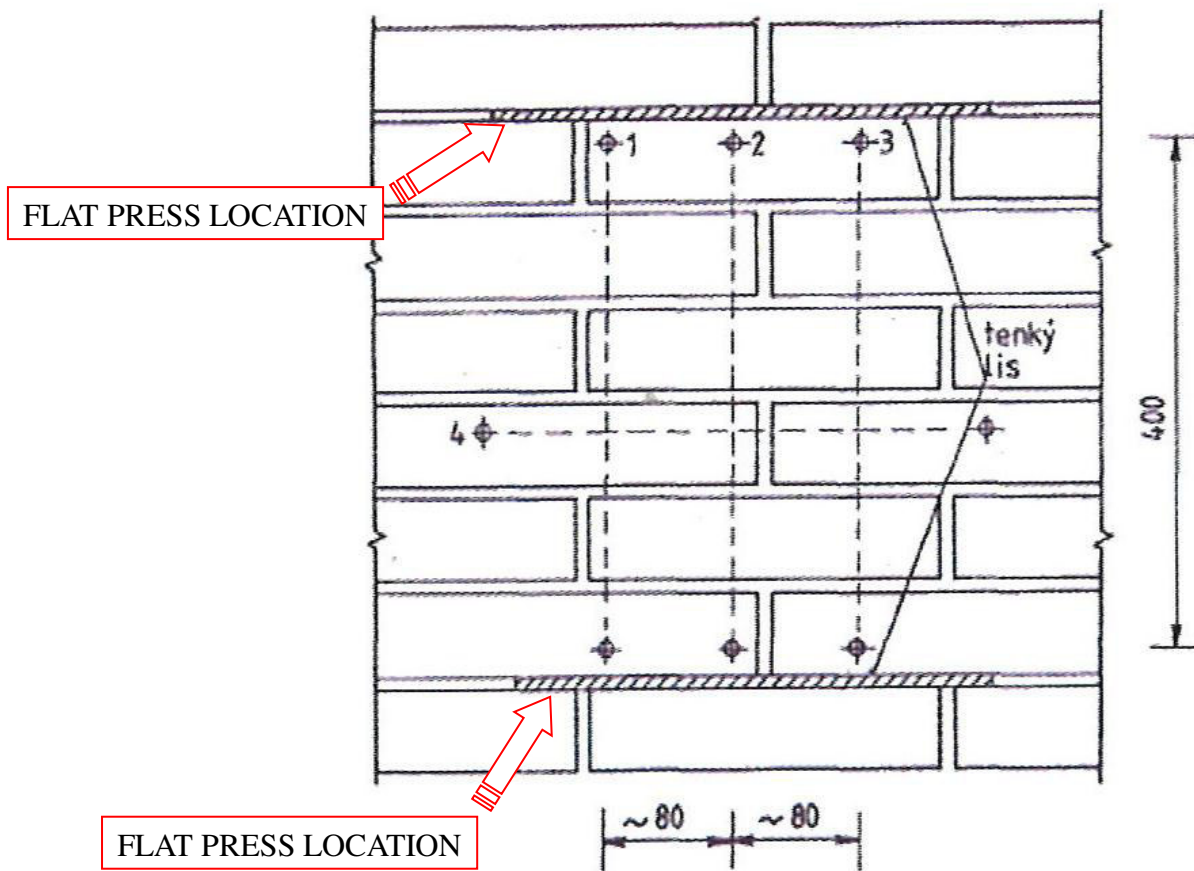 1
2
3
FLAT PRESS LOCATION
tenký
lis
400
4
~80
~80
FLAT PRESS LOCATION